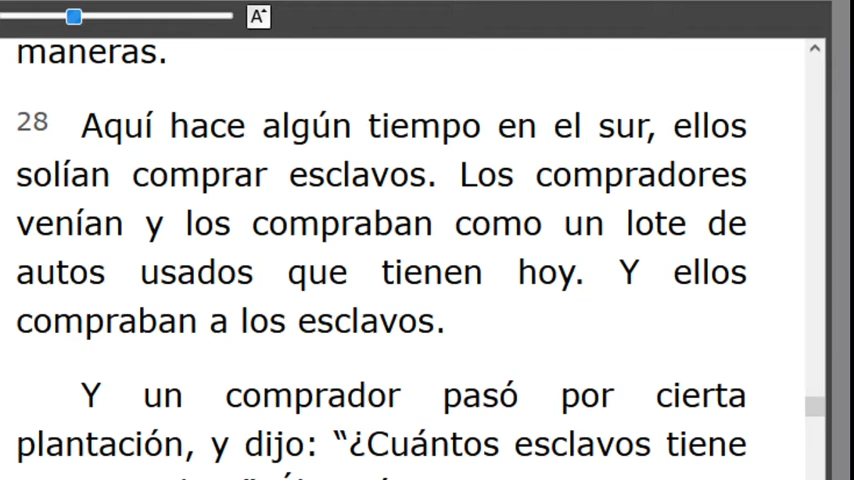 A
maneras.
28 Aquí hace algún tiempo en el sur, ellos
solían comprar esclavos. Los compradores
venían y los compraban como un lote de
autos usados que tienen hoy. Y ellos
compraban a los esclavos.
Y un comprador pasó por cierta
plantación, y dijo: “¿Cuántos esclavos tiene